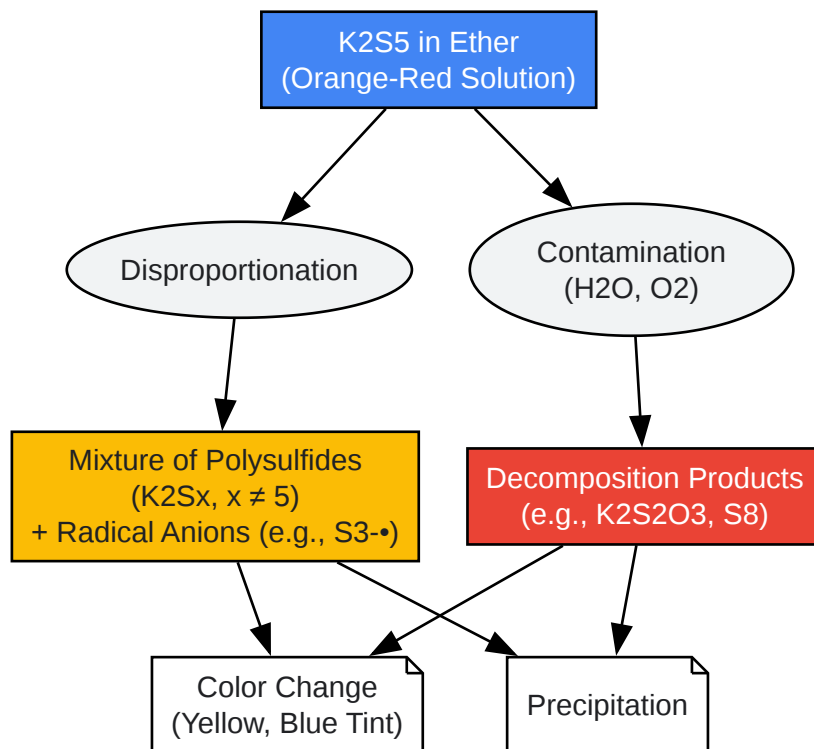 K2S5 in Ether
(Orange-Red Solution)
Disproportionation
Contamination
(H2O, O2)
Mixture of Polysulfides
(K2Sx, x ≠ 5)
+ Radical Anions (e.g., S3-•)
Decomposition Products
(e.g., K2S2O3, S8)
Color Change
(Yellow, Blue Tint)
Precipitation